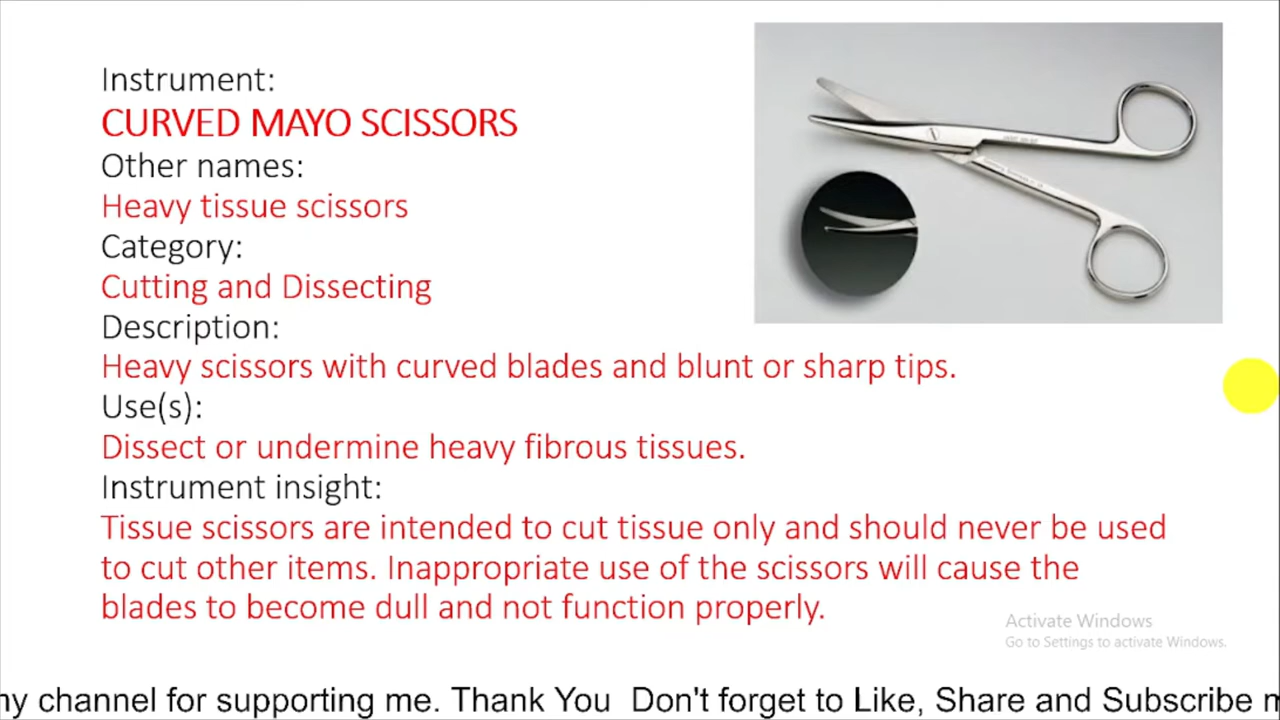 Instrument:
CURVED MAYO SCISSORS
Other names:
Heavy tissue scissors
Category:
Cutting and Dissecting
Description:
Heavy scissors with curved blades and blunt or sharp tips.
Use(s):
Dissect or undermine heavy fibrous tissues.
Instrument insight:
Tissue scissors are intended to cut tissue only and should never be used
to cut other items. Inappropriate use of the scissors will cause the
blades to become dull and not function properly.
Activate Windows
Go to Settings to activate Windows.
channel for supporting me. Thank You Don't forget to Like, Share and Subscribe